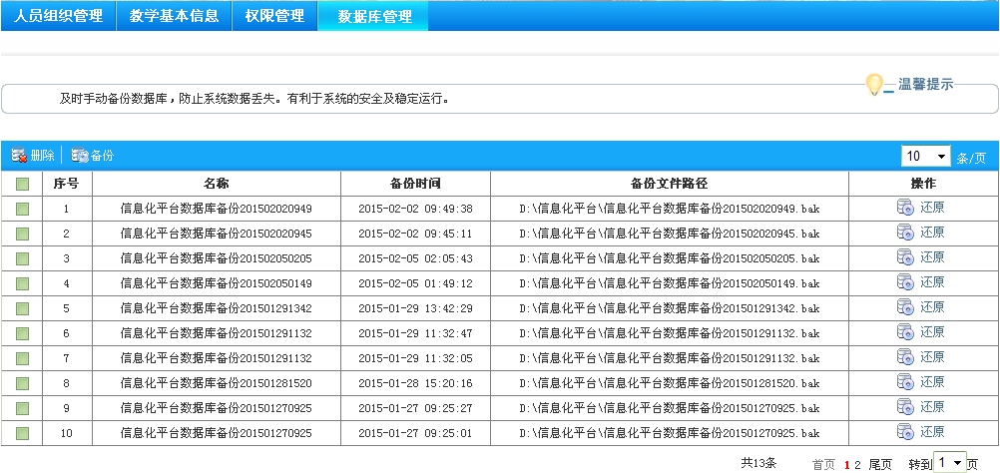 人员组织管理 教学基本信息 权限管理 数据库管理
温馨提示
及时手动备份数据库，防止系统数据丢失。有利于系统的安全及稳定运行。
删除 备份 10 条/页
序号 名称 备份时间 备份文件路径 操作
1 信息化平台数据库备份201502020949 2015-02-02 09:49:38 D:\信息化平台\信息化平台数据库备份201502020949.bak 还原
2 信息化平台数据库备份201502020945 2015-02-02 09:45:11 D:\信息化平台\信息化平台数据库备份201502020945.bak 还原
3 信息化平台数据库备份201502050205 2015-02-05 02:05:43 D:\信息化平台\信息化平台数据库备份201502050205.bak 还原
4 信息化平台数据库备份201502050149 2015-02-05 01:49:12 D:\信息化平台\信息化平台数据库备份201502050149.bak 还原
5 信息化平台数据库备份201501291342 2015-01-29 13:42:29 D:\信息化平台\信息化平台数据库备份201501291342.bak 还原
6 信息化平台数据库备份201501291132 2015-01-29 11:32:47 D:\信息化平台\信息化平台数据库备份201501291132.bak 还原
7 信息化平台数据库备份201501291132 2015-01-29 11:32:05 D:\信息化平台\信息化平台数据库备份201501291132.bak 还原
8 信息化平台数据库备份201501281520 2015-01-28 15:20:16 D:\信息化平台\信息化平台数据库备份201501281520.bak 还原
9 信息化平台数据库备份201501270925 2015-01-27 09:25:27 D:\信息化平台\信息化平台数据库备份201501270925.bak 还原
10 信息化平台数据库备份201501270925 2015-01-27 09:25:01 D:\信息化平台\信息化平台数据库备份201501270925.bak 还原
共13条 首页 1 2 尾页 转到 1 页